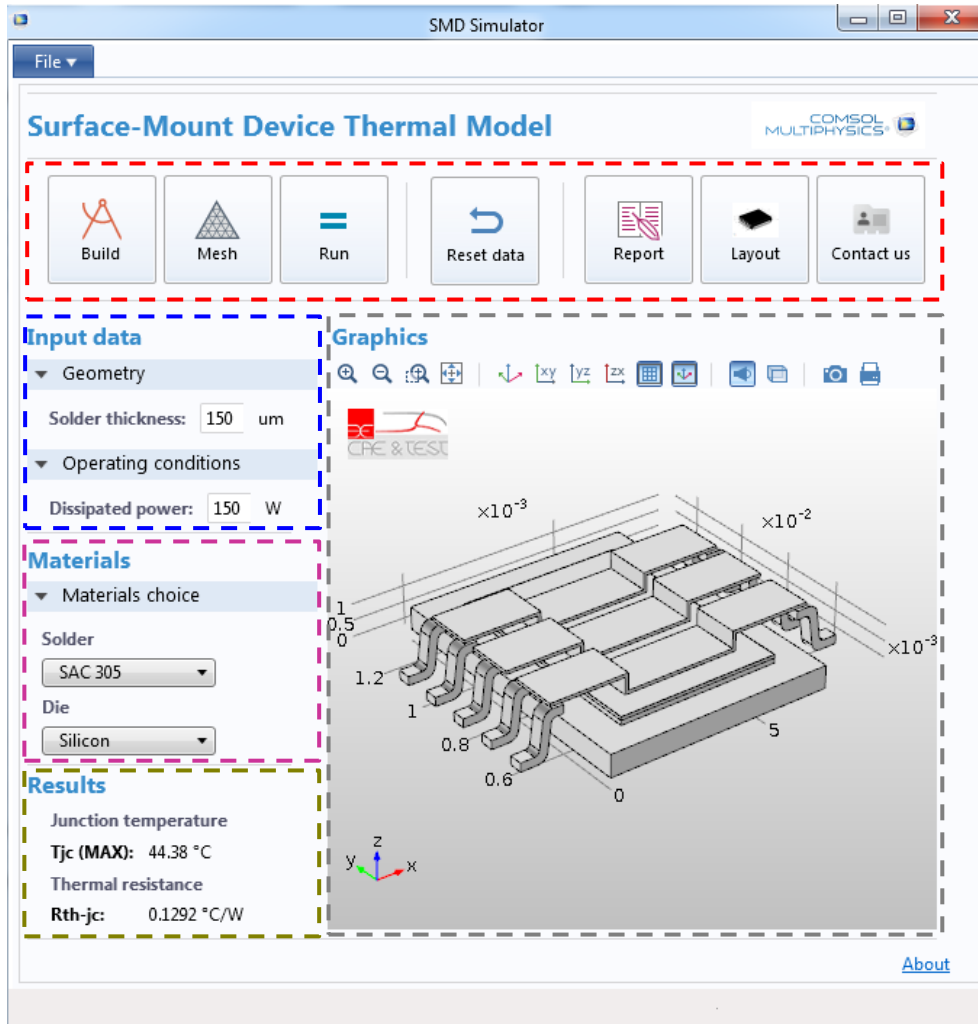 SMD Simulator
File
Surface-Mount Device Thermal Model
COMSOL
MULTIPHYSICS®
Build
Mesh
Run
Reset data
Report
Layout
Contact us
Input data
Geometry
Solder thickness: 150 um
Operating conditions
Dissipated power: 150 W
Materials
Materials choice
Solder
SAC 305
Die
Silicon
Results
Junction temperature
Tjc (MAX): 44.38 °C
Thermal resistance
Rth-jc: 0.1292 °C/W
Graphics
xy yz zx
CAE & TEST
×10⁻³
×10⁻²
1
0.5
0
×10⁻³
1.2
1
0.8
5
0.6
0
z
y x
About